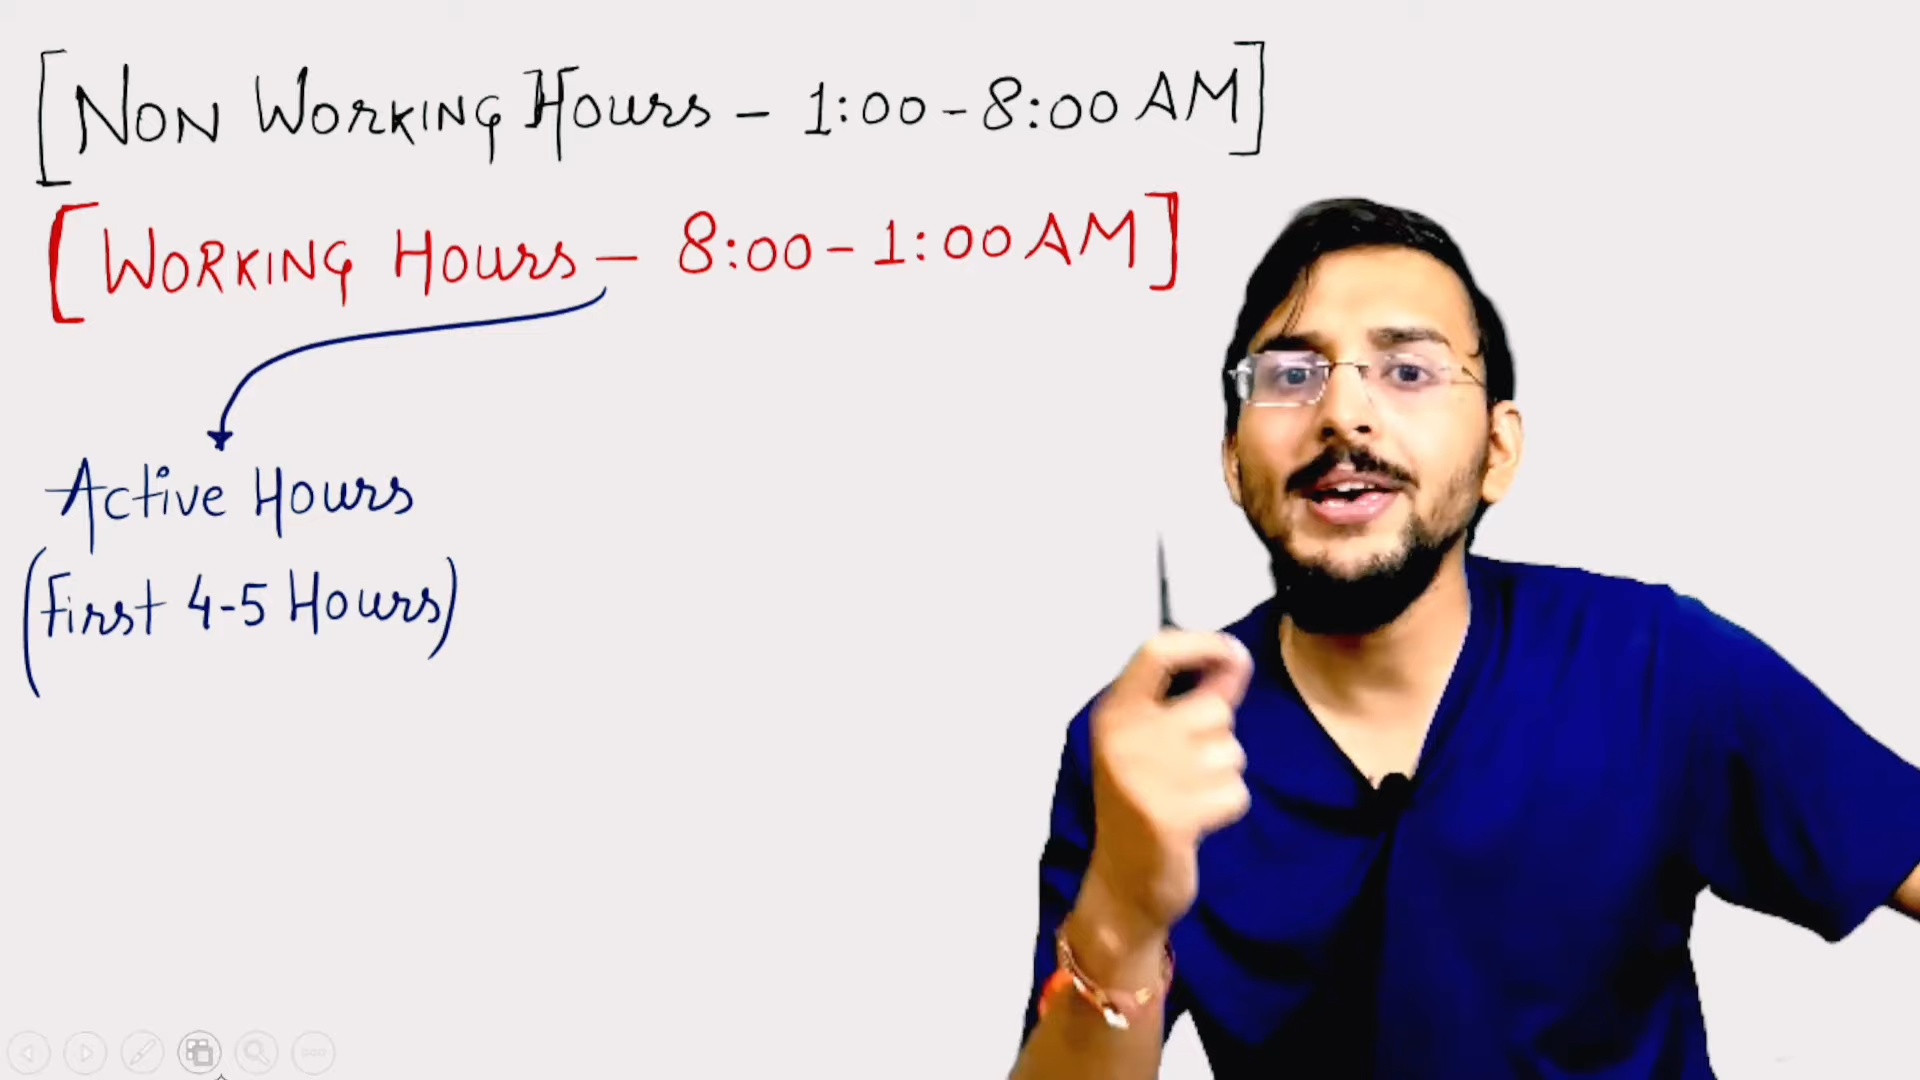 [NON WORKING HOURS - 1:00 - 8:00 AM]
[WORKING HOURS - 8:00 - 1:00 AM]
ACTIVE HOURS
(FIRST 4-5 HOURS)